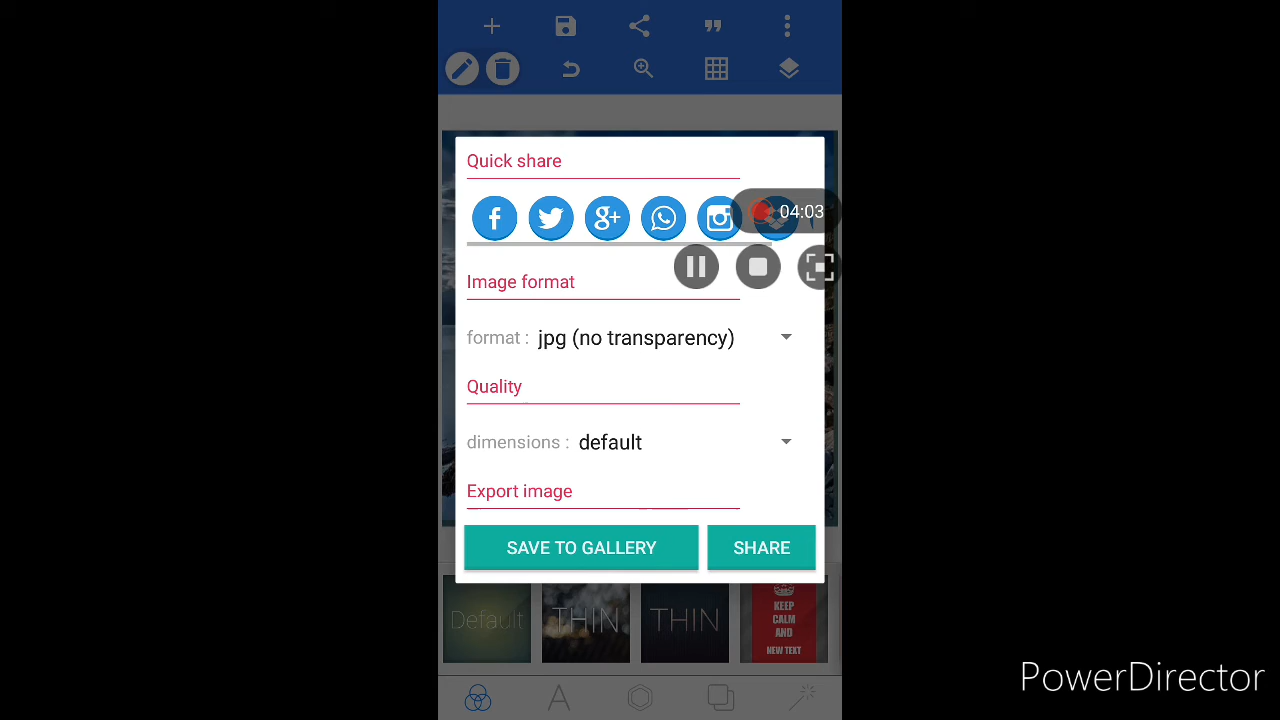 Quick share
f g+
04:03
Image format
format : jpg (no transparency)
Quality
dimensions : default
Export image
SAVE TO GALLERY SHARE
Default THIN THIN KEEP
CALM
AND
NEW TEXT
A
PowerDirector